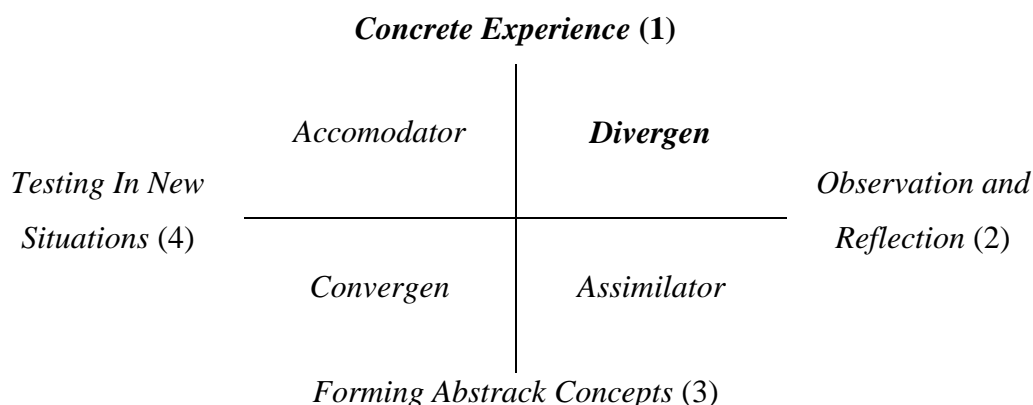 Concrete Experience (1)
Accomodator Divergen
Testing In New Observation and
Situations (4) Reflection (2)
Convergen Assimilator
Forming Abstrack Concepts (3)